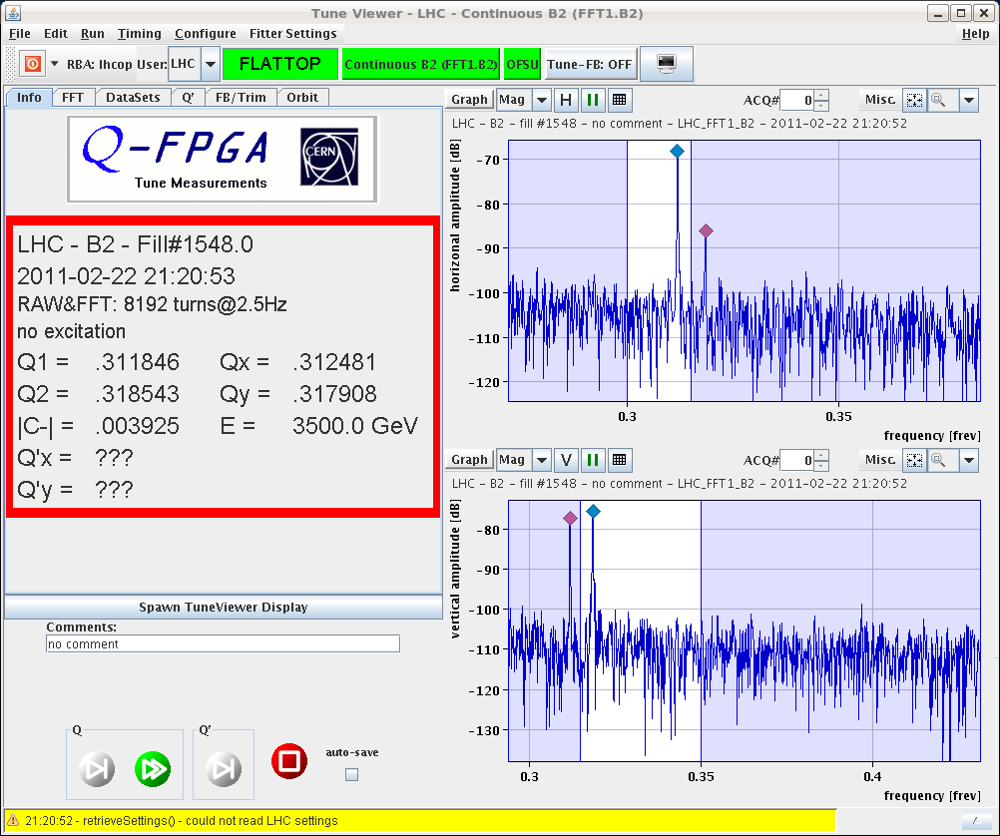 Tune Viewer - LHC - Continuous B2 (FFT1.B2)
File Edit Run Timing Configure Fitter Settings Help
RBA: lhcop User: LHC FLATTOP Continuous B2 (FFT1.B2) OFSU Tune-FB: OFF
Info FFT DataSets Q' FB/Trim Orbit
Q-FPGA
Tune Measurements
CERN
LHC - B2 - Fill#1548.0
2011-02-22 21:20:53
RAW&FFT: 8192 turns@2.5Hz
no excitation
Q1 = .311846 Qx = .312481
Q2 = .318543 Qy = .317908
|C-| = .003925 E = 3500.0 GeV
Q'x = ???
Q'y = ???
Spawn TuneViewer Display
Comments:
no comment
Q Q'
auto-save
Graph Mag H ACQ# 0 Misc.
LHC - B2 - fill #1548 - no comment - LHC_FFT1_B2 - 2011-02-22 21:20:52
horizonal amplitude [dB]
-70
-80
-90
-100
-110
-120
0.3 0.35
frequency [frev]
Graph Mag V ACQ# 0 Misc.
LHC - B2 - fill #1548 - no comment - LHC_FFT1_B2 - 2011-02-22 21:20:52
vertical amplitude [dB]
-80
-90
-100
-110
-120
-130
0.3 0.35 0.4
frequency [frev]
21:20:52 - retrieveSettings() - could not read LHC settings